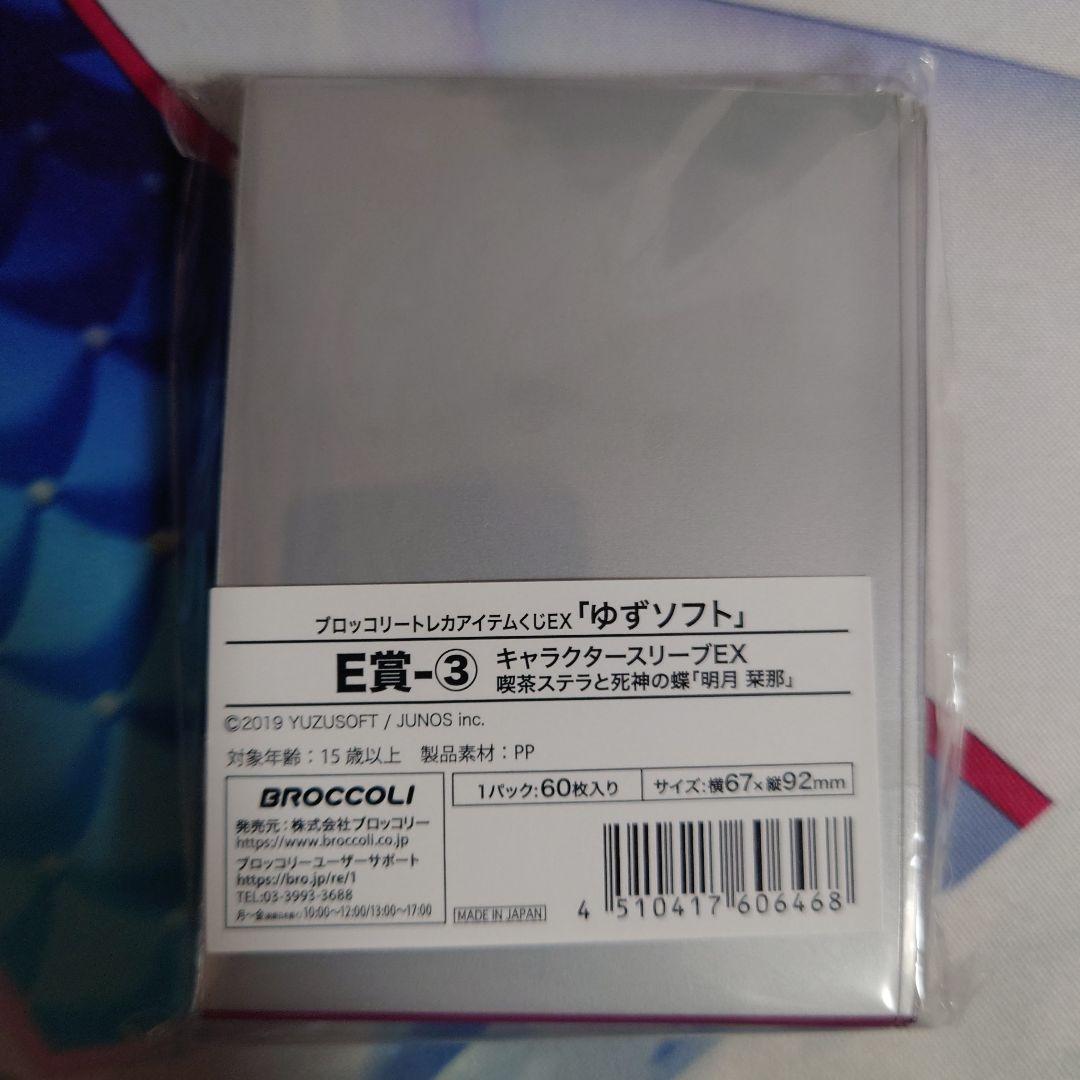 ブロッコリートレカアイテムくじEX「ゆずソフト」
E賞-③ キャラクタースリーブEX
喫茶ステラと死神の蝶「明月 栞那」
©2019 YUZUSOFT / JUNOS inc.
対象年齢：15歳以上 製品素材：PP
1パック：60枚入り サイズ：横67×縦92mm
BROCCOLI
発売元：株式会社ブロッコリー
https://www.broccoli.co.jp
ブロッコリーユーザーサポート
https://bro.jp/re/1
TEL:03-3993-3688
月〜金 10:00〜12:00/13:00〜17:00
MADE IN JAPAN
4 510417 606468